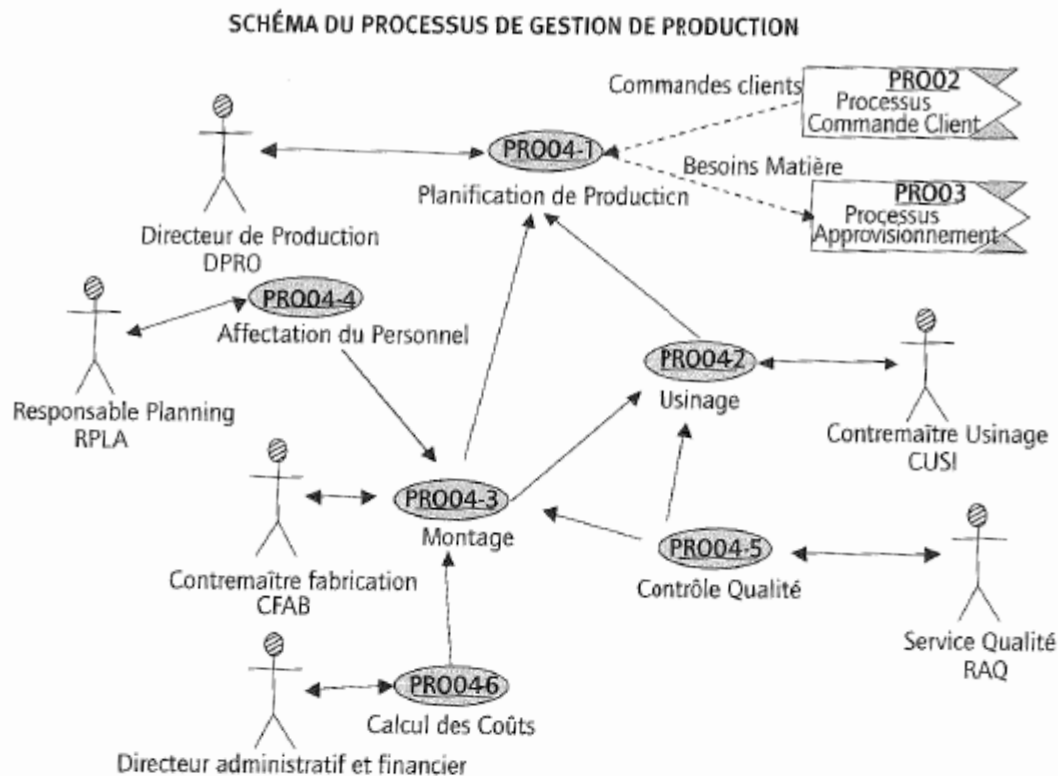 SCHÉMA DU PROCESSUS DE GESTION DE PRODUCTION
Commandes clients
PRO02
Processus
Commande Client
PRO04-1
Planification de Production
Besoins Matière
PRO03
Processus
Approvisionnement
Directeur de Production
DPRO
PRO04-4
Affectation du Personnel
Responsable Planning
RPLA
PRO04-2
Usinage
Contremaître Usinage
CUSI
PRO04-3
Montage
Contremaître fabrication
CFAB
PRO04-5
Contrôle Qualité
Service Qualité
RAQ
PRO04-6
Calcul des Coûts
Directeur administratif et financier